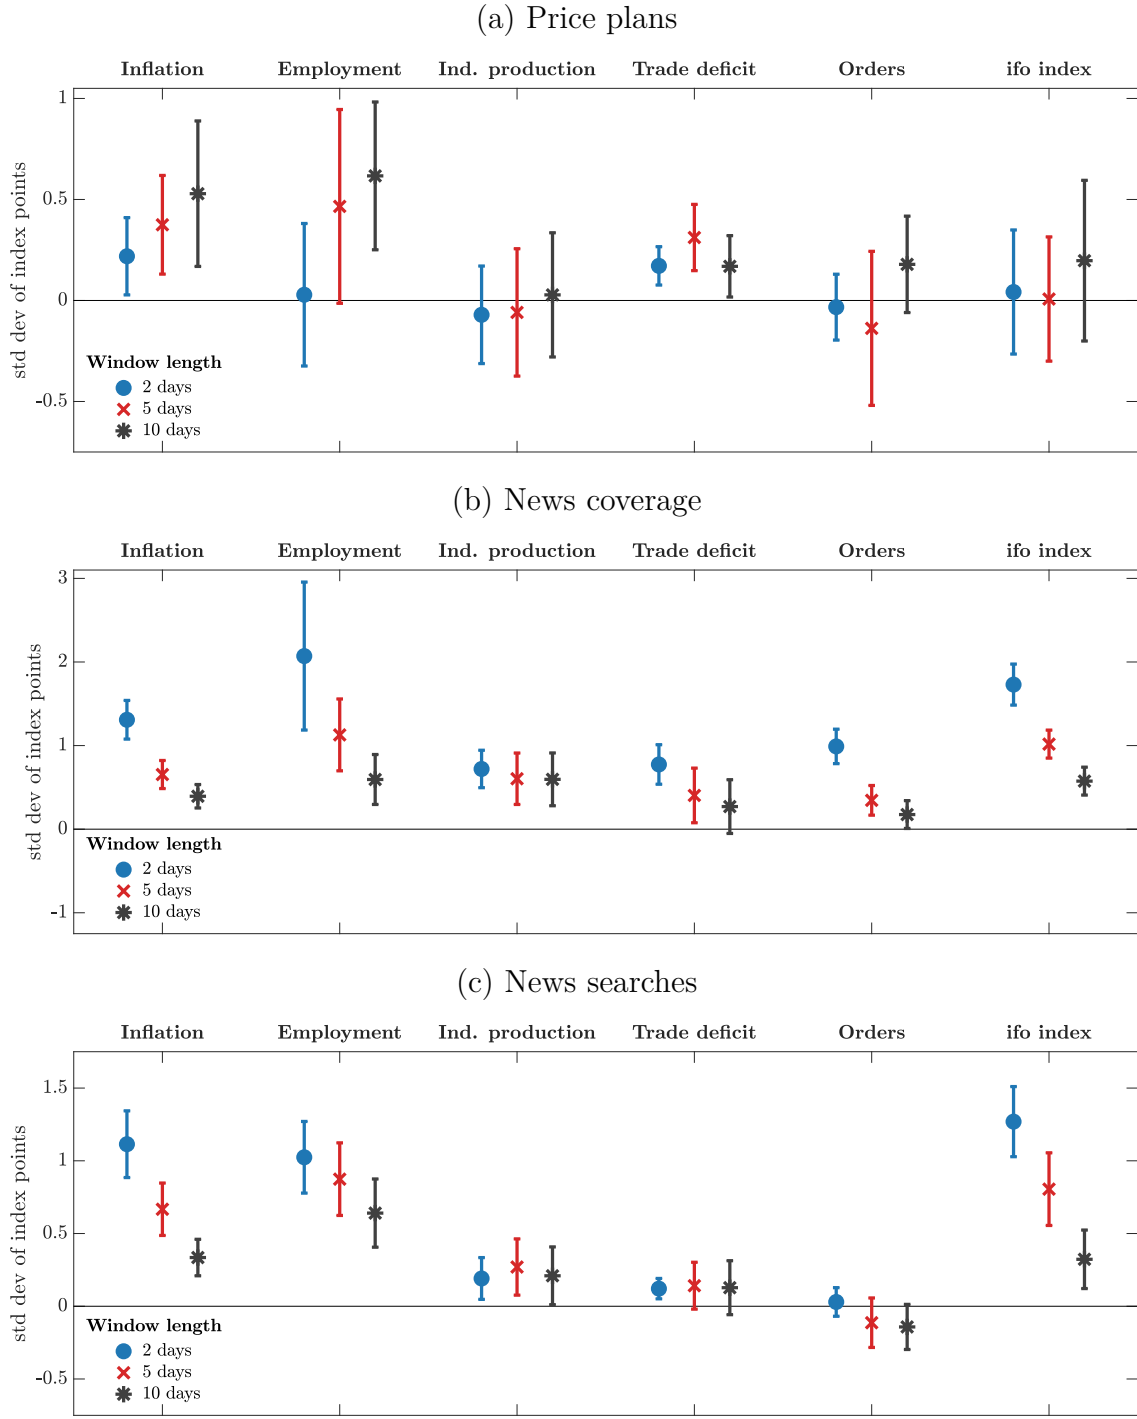 (a) Price plans
Inflation Employment Ind. production Trade deficit Orders ifo index
std dev of index points
1
0.5
0
-0.5
Window length
2 days
5 days
10 days
(b) News coverage
Inflation Employment Ind. production Trade deficit Orders ifo index
std dev of index points
3
2
1
0
-1
Window length
2 days
5 days
10 days
(c) News searches
Inflation Employment Ind. production Trade deficit Orders ifo index
std dev of index points
1.5
1
0.5
0
-0.5
Window length
2 days
5 days
10 days